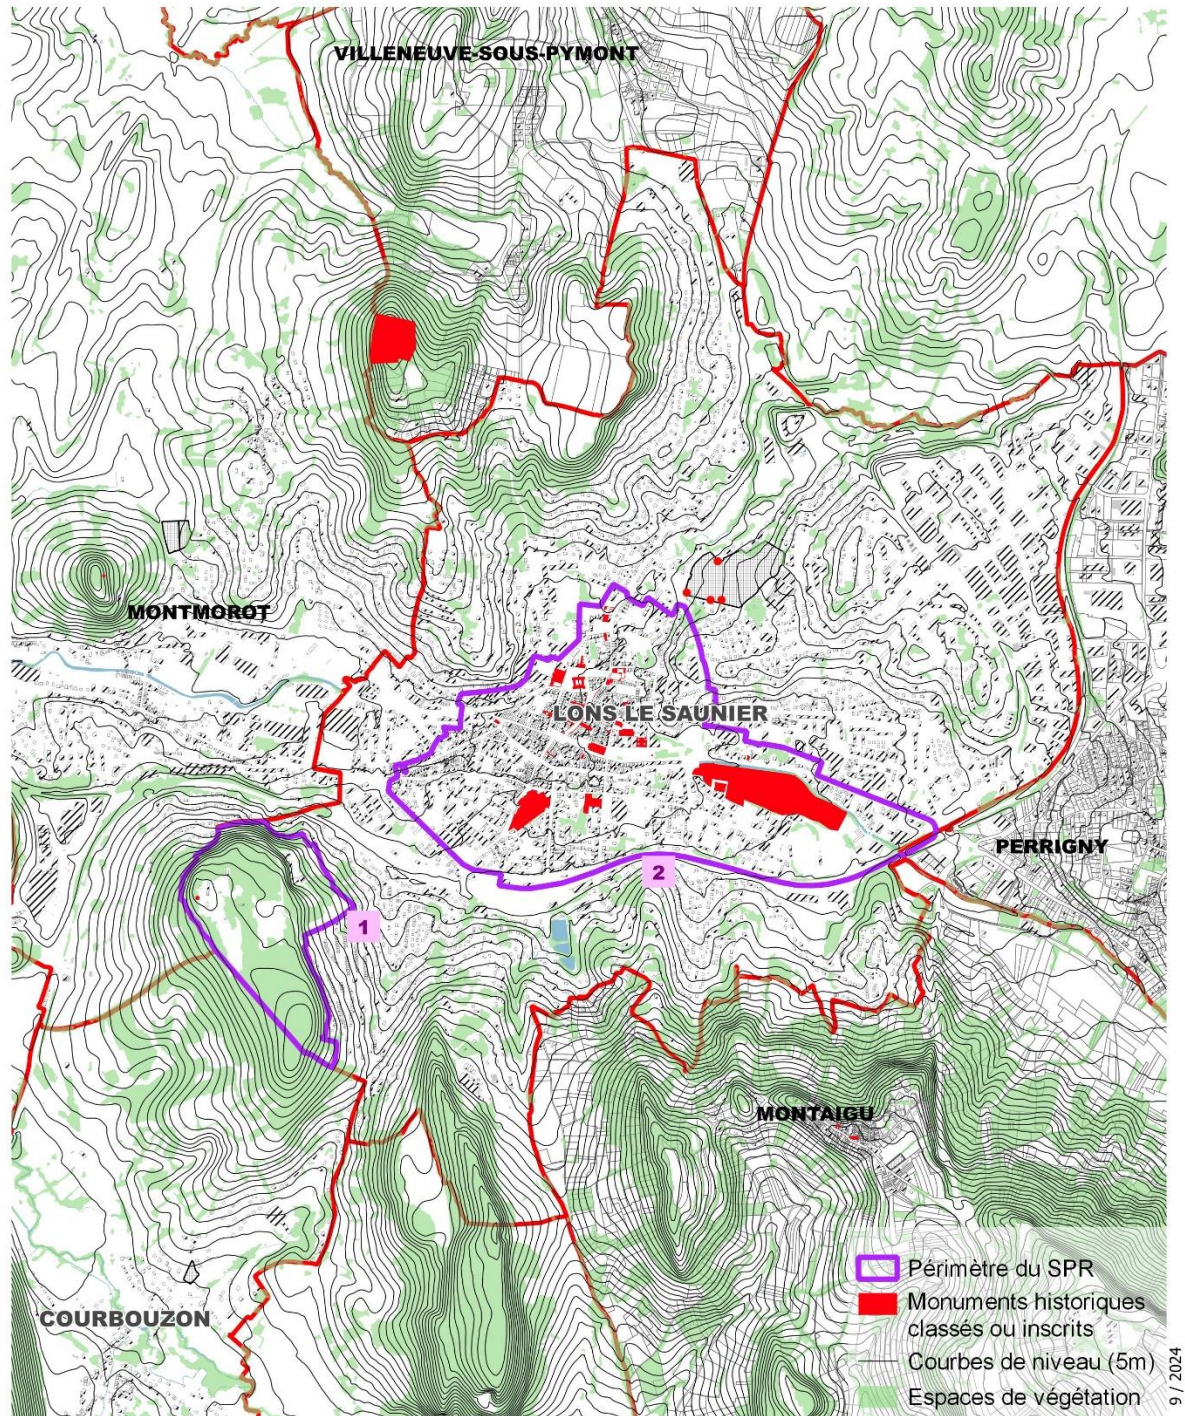 VILLENEUVE-SOUS-PYMONT
MONTMOROT
LONS LE SAUNIER
PERRIGNY
2
1
MONTAIGU
COURBOUZON
Périmètre du SPR
Monuments historiques
classés ou inscrits
Courbes de niveau (5m)
Espaces de végétation
9 / 2024